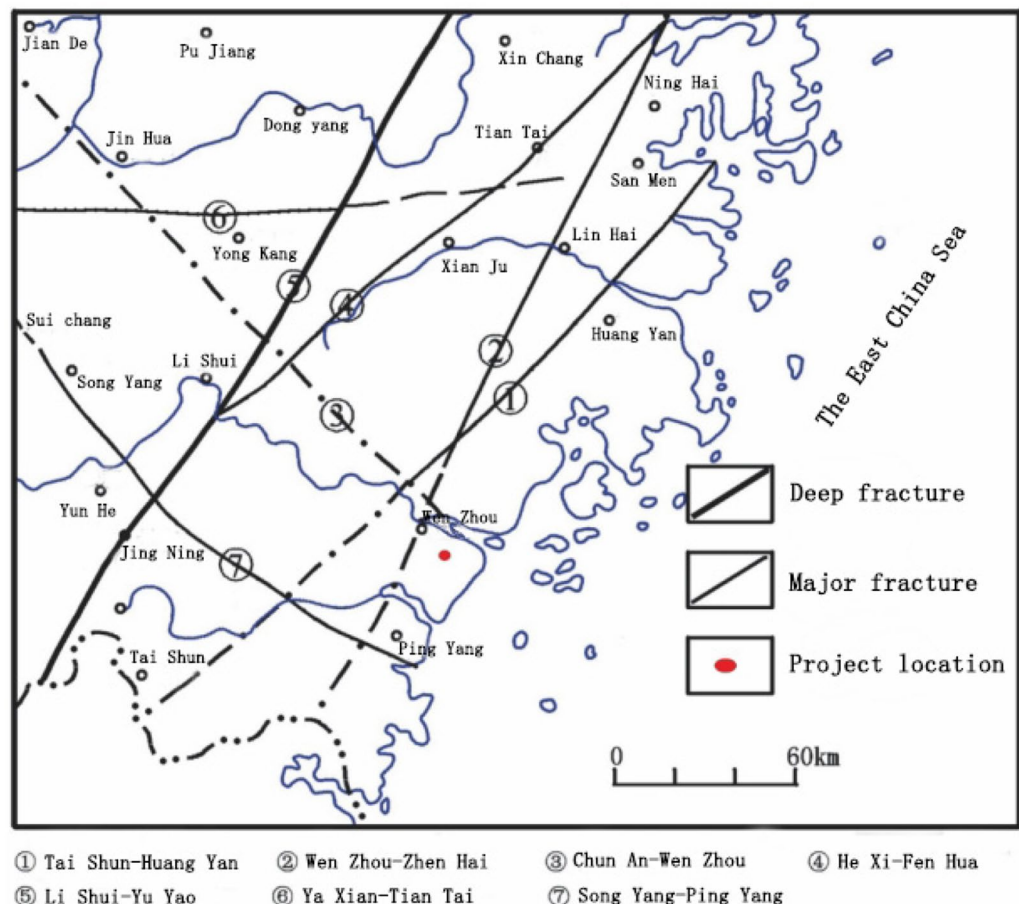 Jian De
Pu Jiang
Xin Chang
Ning Hai
Dong yang
Jin Hua
Tian Tai
San Men
⑥
Yong Kang
Xian Ju
Lin Hai
⑤
④
Sui chang
Huang Yan
Li Shui
②
Song Yang
①
③
The East China Sea
Yun He
Wen Zhou
Deep fracture
Jing Ning
⑦
Major fracture
Ping Yang
Tai Shun
Project location
0 60km
① Tai Shun-Huang Yan ② Wen Zhou-Zhen Hai ③ Chun An-Wen Zhou ④ He Xi-Fen Hua
⑤ Li Shui-Yu Yao ⑥ Ya Xian-Tian Tai ⑦ Song Yang-Ping Yang